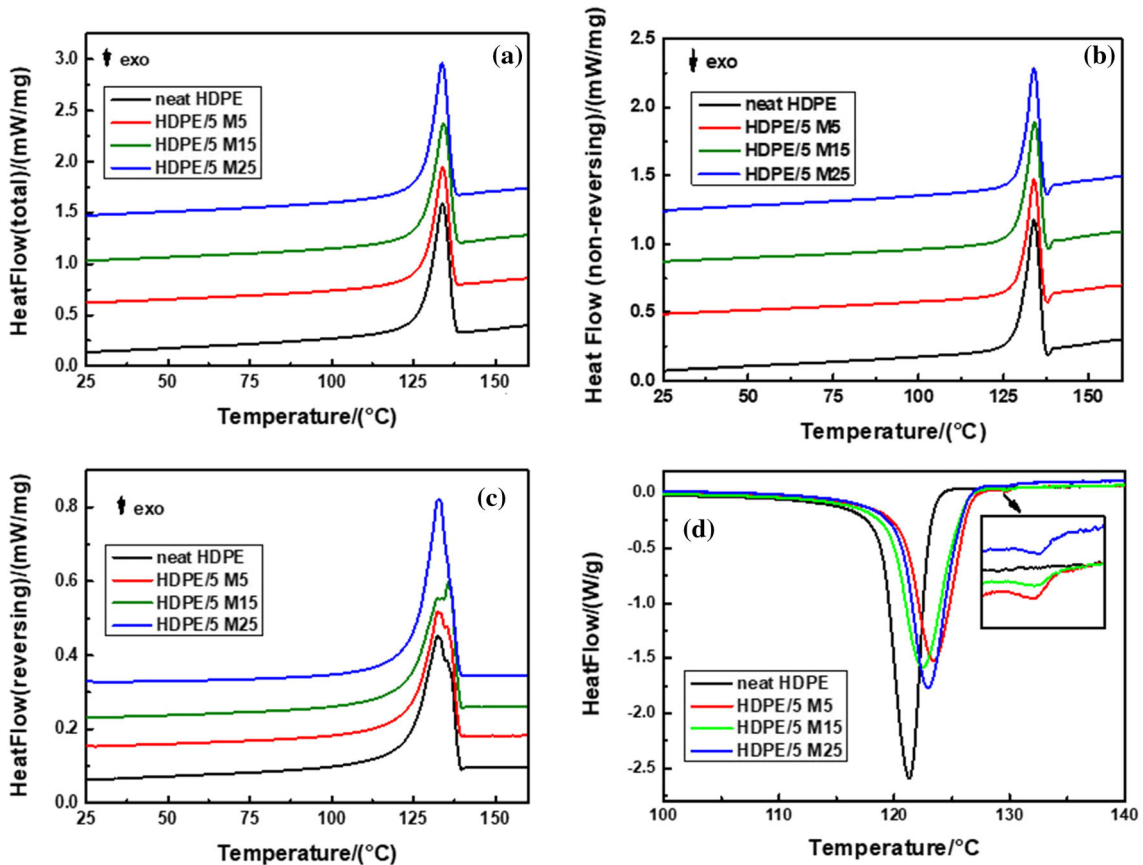 (a)
exo
neat HDPE
HDPE/5 M5
HDPE/5 M15
HDPE/5 M25
HeatFlow(total)/(mW/mg)
3.0
2.5
2.0
1.5
1.0
0.5
0.0
25 50 75 100 125 150
Temperature/(°C)
(b)
exo
neat HDPE
HDPE/5 M5
HDPE/5 M15
HDPE/5 M25
Heat Flow (non-reversing)/(mW/mg)
2.5
2.0
1.5
1.0
0.5
0.0
25 50 75 100 125 150
Temperature/(°C)
(c)
exo
neat HDPE
HDPE/5 M5
HDPE/5 M15
HDPE/5 M25
HeatFlow(reversing)/(mW/mg)
0.8
0.6
0.4
0.2
0.0
25 50 75 100 125 150
Temperature/(°C)
(d)
neat HDPE
HDPE/5 M5
HDPE/5 M15
HDPE/5 M25
HeatFlow/(W/g)
0.0
-0.5
-1.0
-1.5
-2.0
-2.5
100 110 120 130 140
Temperature/°C